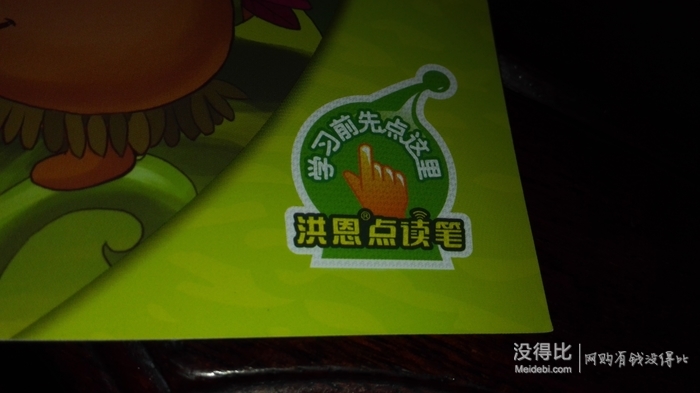 学习前先点这里
洪恩®点读笔
没得比
Meidebi.com
网购有钱没得比